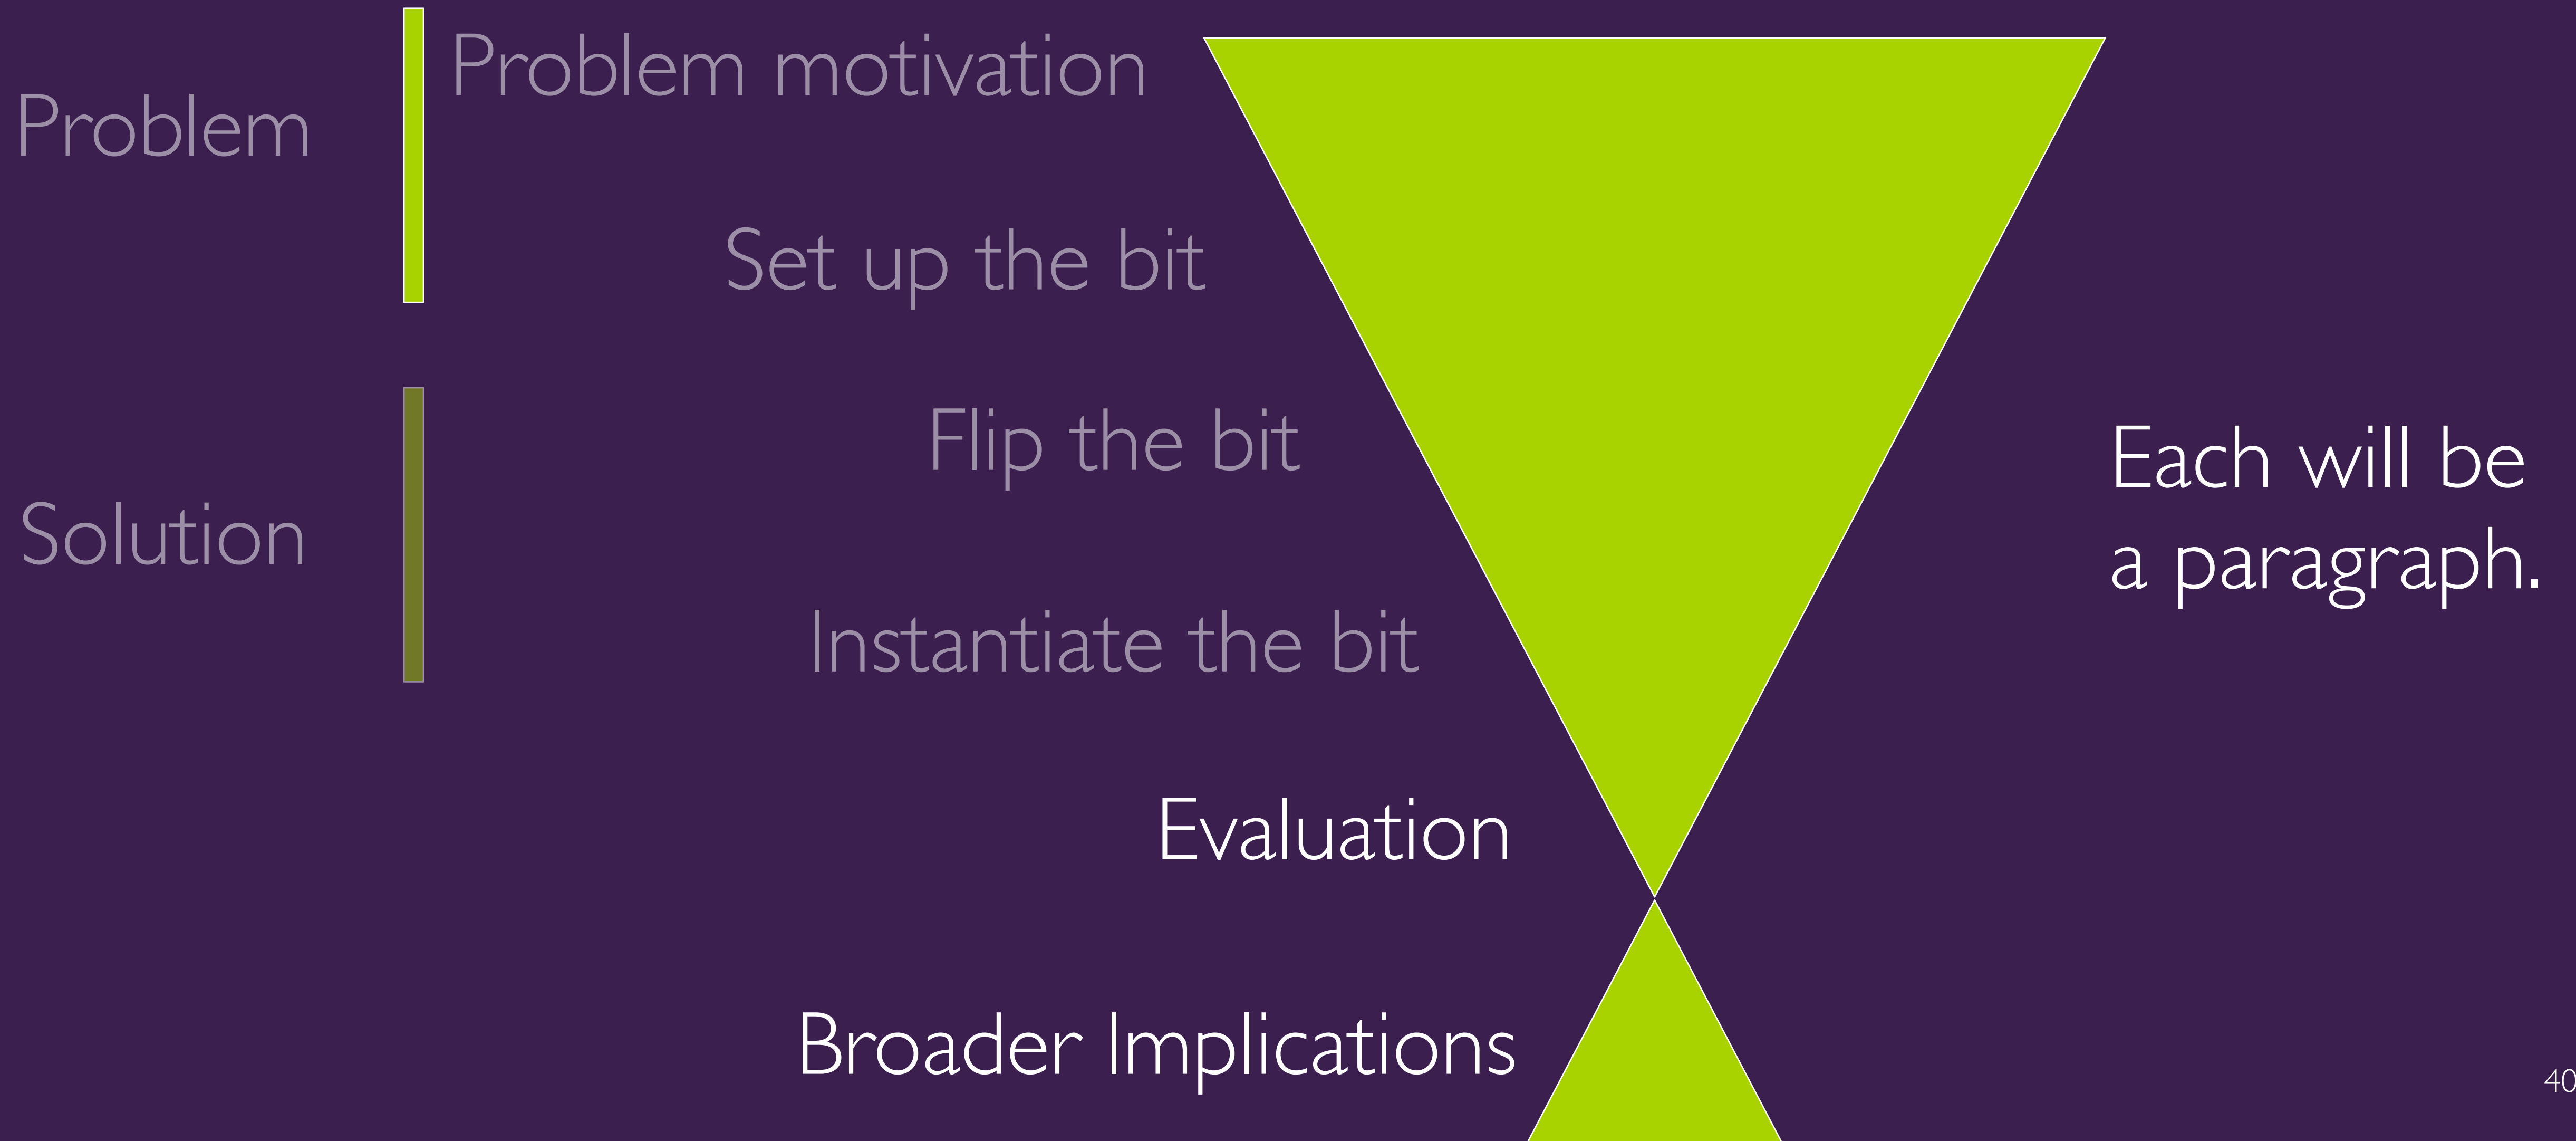 Problem
Problem motivation
Set up the bit
Flip the bit
Solution
Instantiate the bit
Each will be
a paragraph.
Evaluation
Broader Implications
40